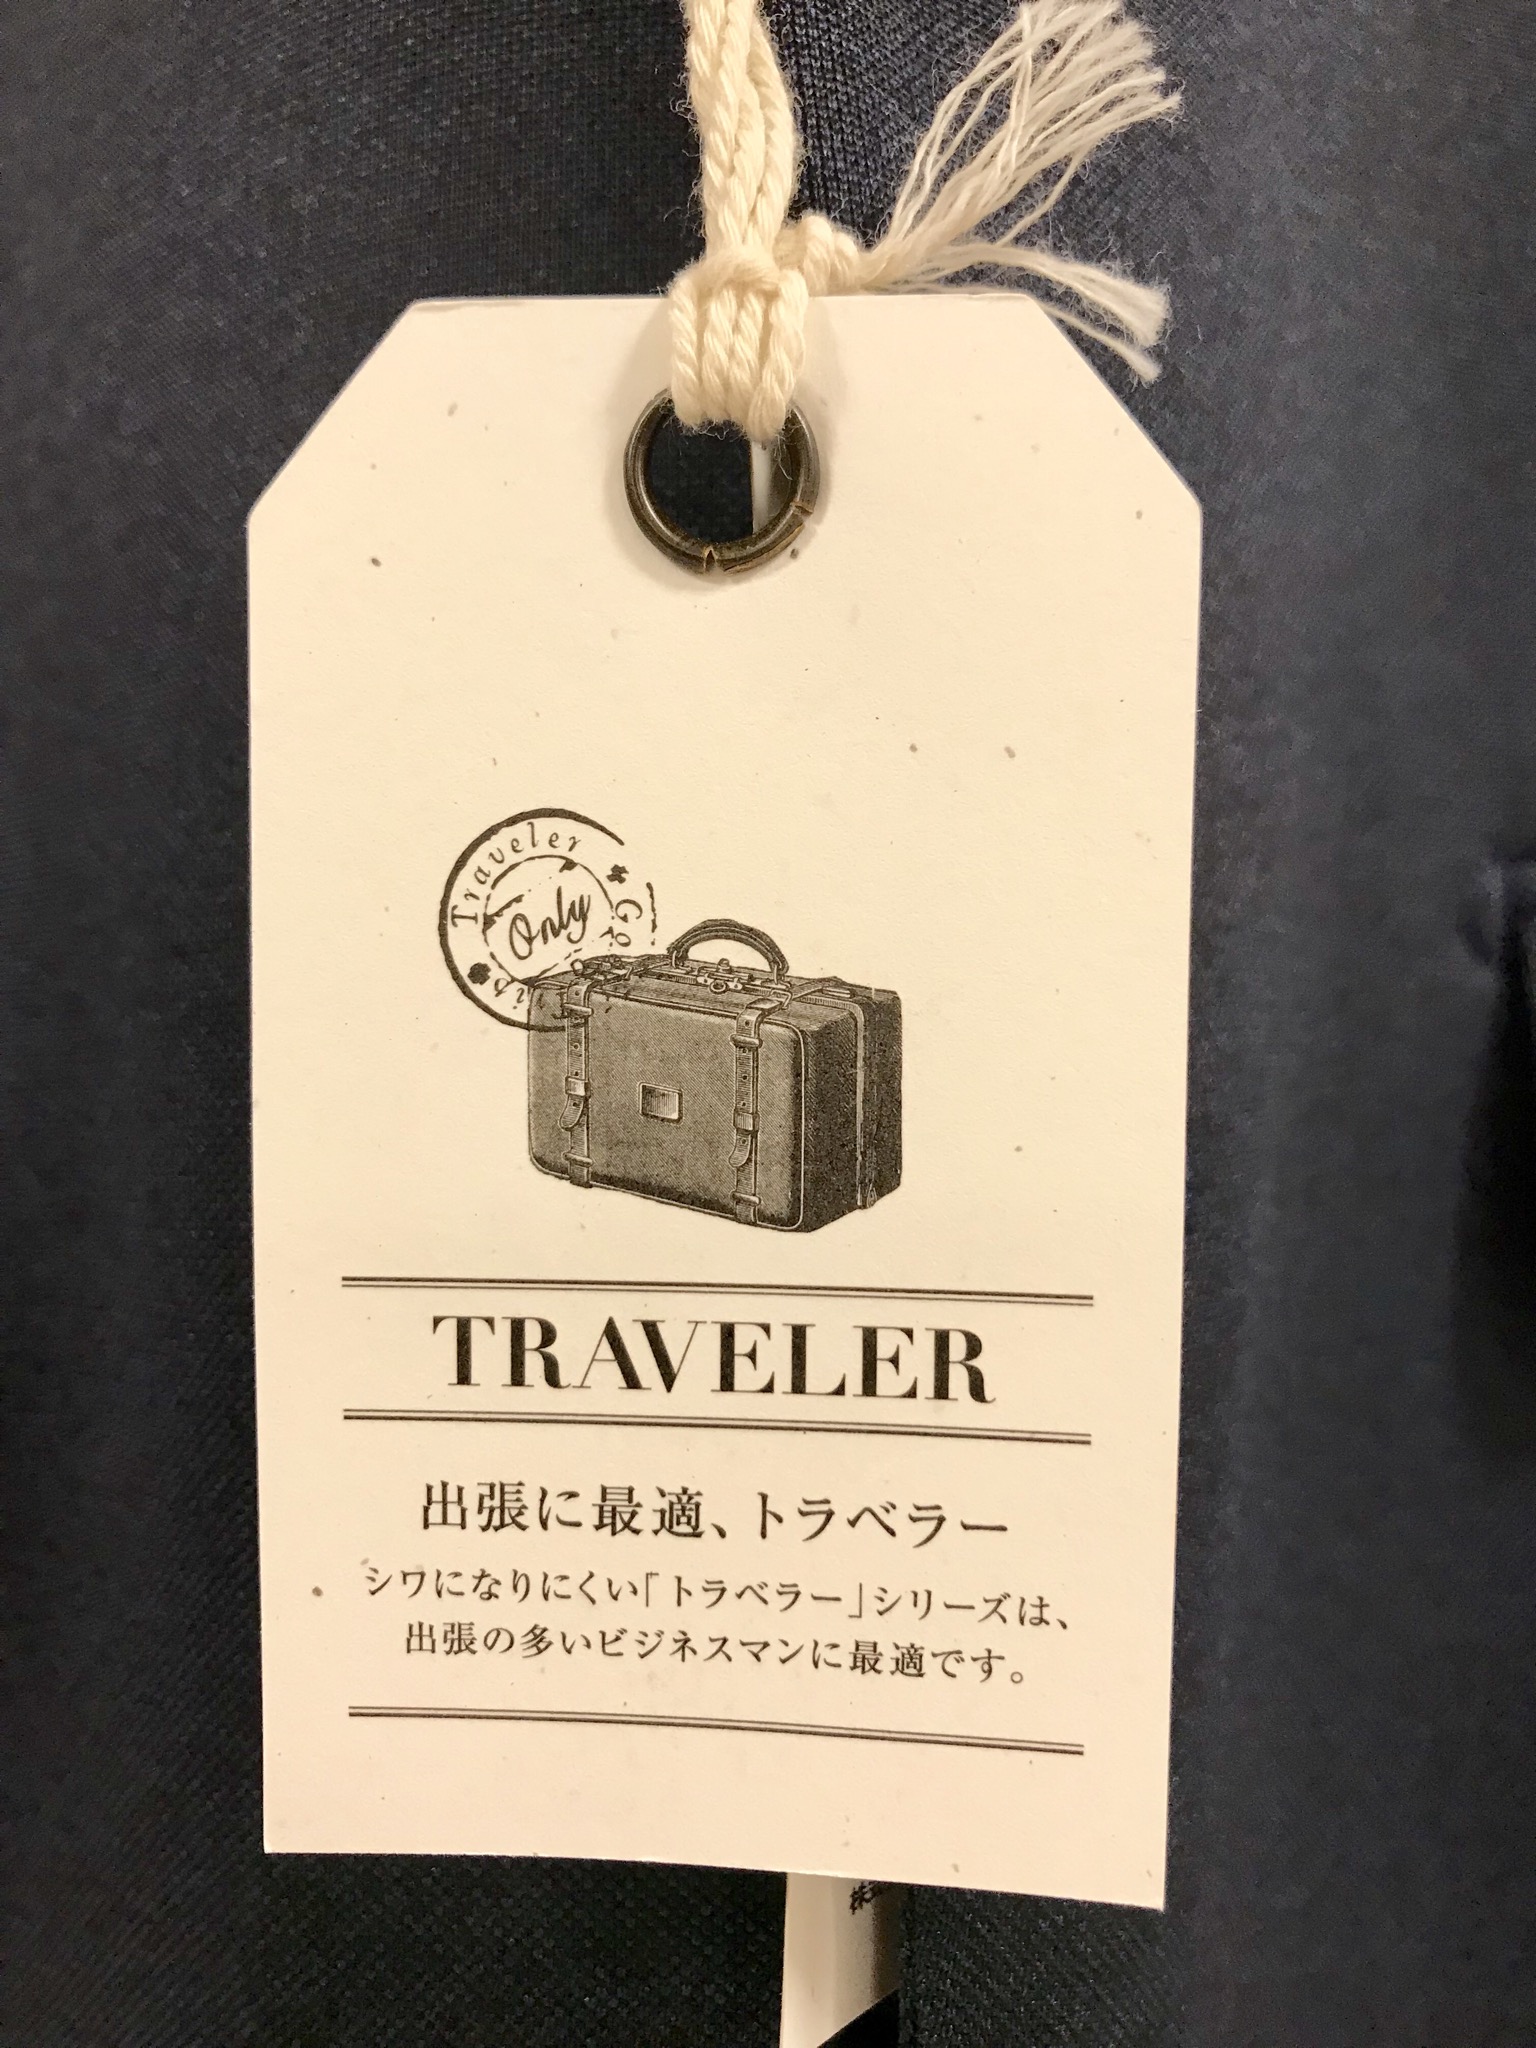 Traveler
Only
TRAVELER
出張に最適、トラベラー
シワになりにくい「トラベラー」シリーズは、
出張の多いビジネスマンに最適です。